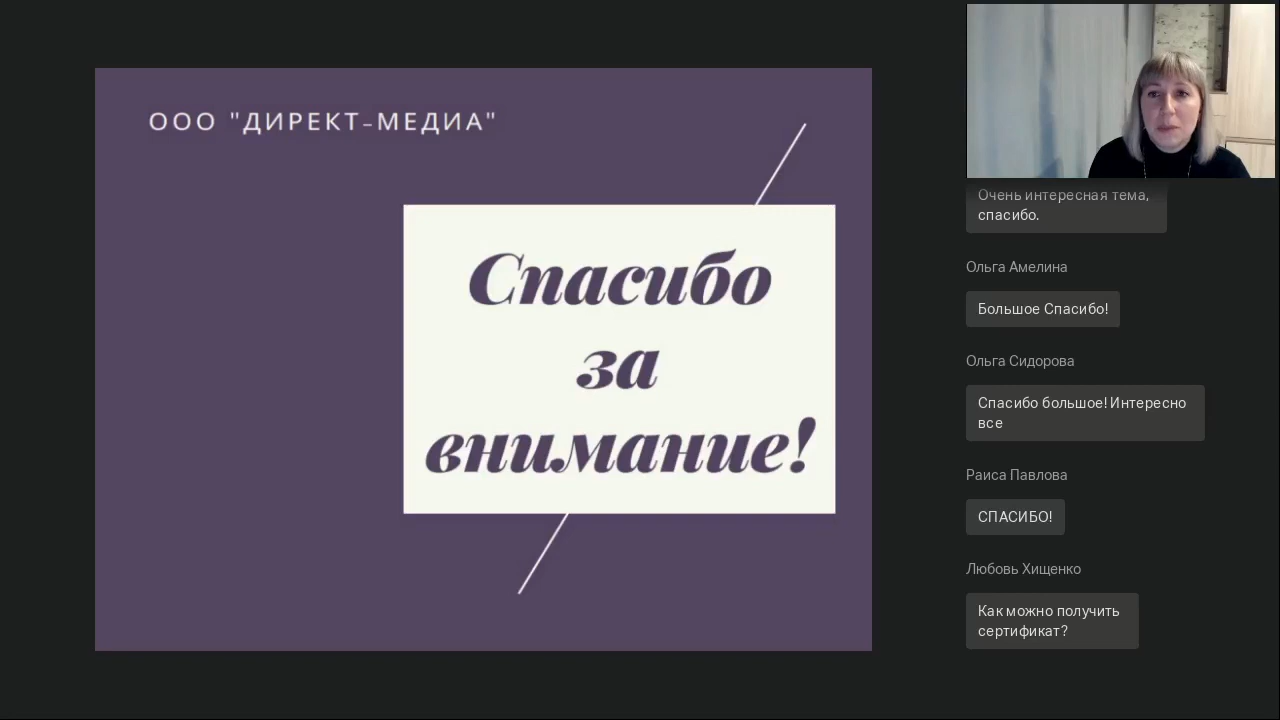 ООО "ДИРЕКТ-МЕДИА"
Спасибо
за
внимание!
Очень интересная тема,
спасибо.
Ольга Амелина
Большое Спасибо!
Ольга Сидорова
Спасибо большое! Интересно
все
Раиса Павлова
СПАСИБО!
Любовь Хищенко
Как можно получить
сертификат?